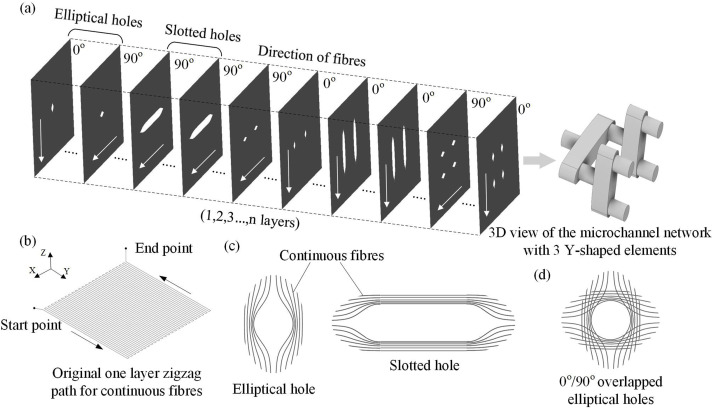 (a)
Elliptical holes
Slotted holes
Direction of fibres
0°
90°
90°
90°
90°
0°
0°
0°
90°
0°
(1,2,3...,n layers)
3D view of the microchannel network
with 3 Y-shaped elements
(b)
Z
X
Y
End point
Start point
Original one layer zigzag
path for continuous fibres
(c)
Continuous fibres
Elliptical hole
Slotted hole
(d)
0°/90° overlapped
elliptical holes